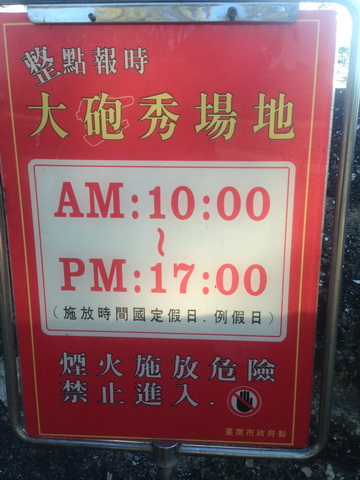 整點報時
大砲秀場地
AM:10:00
~
PM:17:00
(施放時間國定假日.例假日)
煙火施放危險
禁止進入.
臺南市政府製